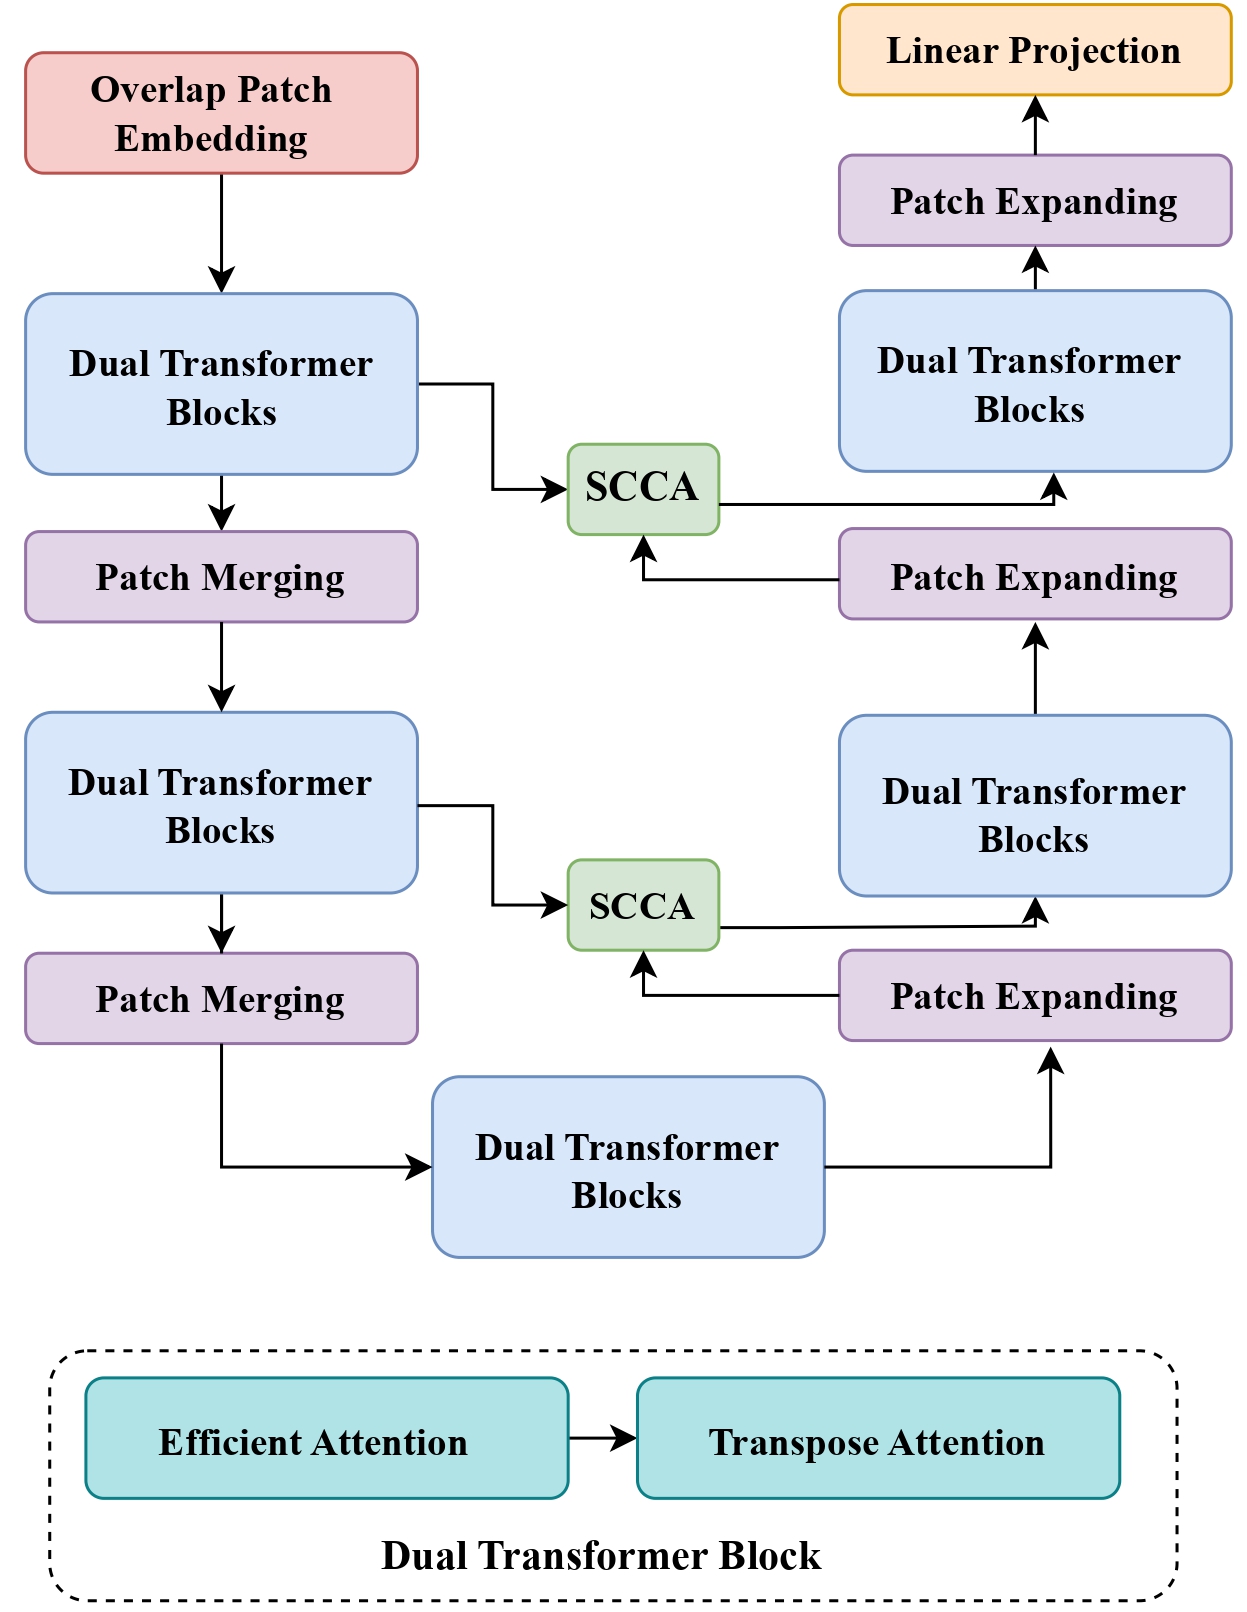 Overlap Patch
Embedding
Dual Transformer
Blocks
Patch Merging
Dual Transformer
Blocks
Patch Merging
Dual Transformer
Blocks
SCCA
SCCA
Linear Projection
Patch Expanding
Dual Transformer
Blocks
Patch Expanding
Dual Transformer
Blocks
Patch Expanding
Efficient Attention
Transpose Attention
Dual Transformer Block